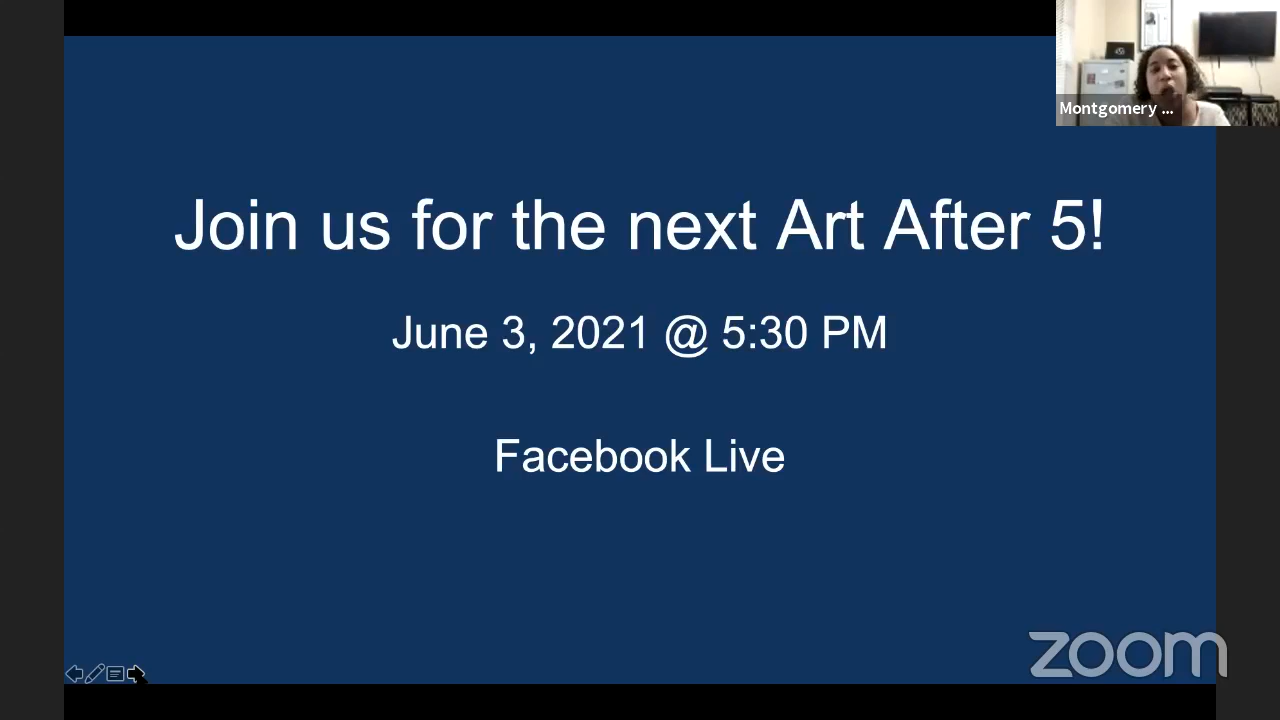 Montgomery ...
Join us for the next Art After 5!
June 3, 2021 @ 5:30 PM
Facebook Live
zoom